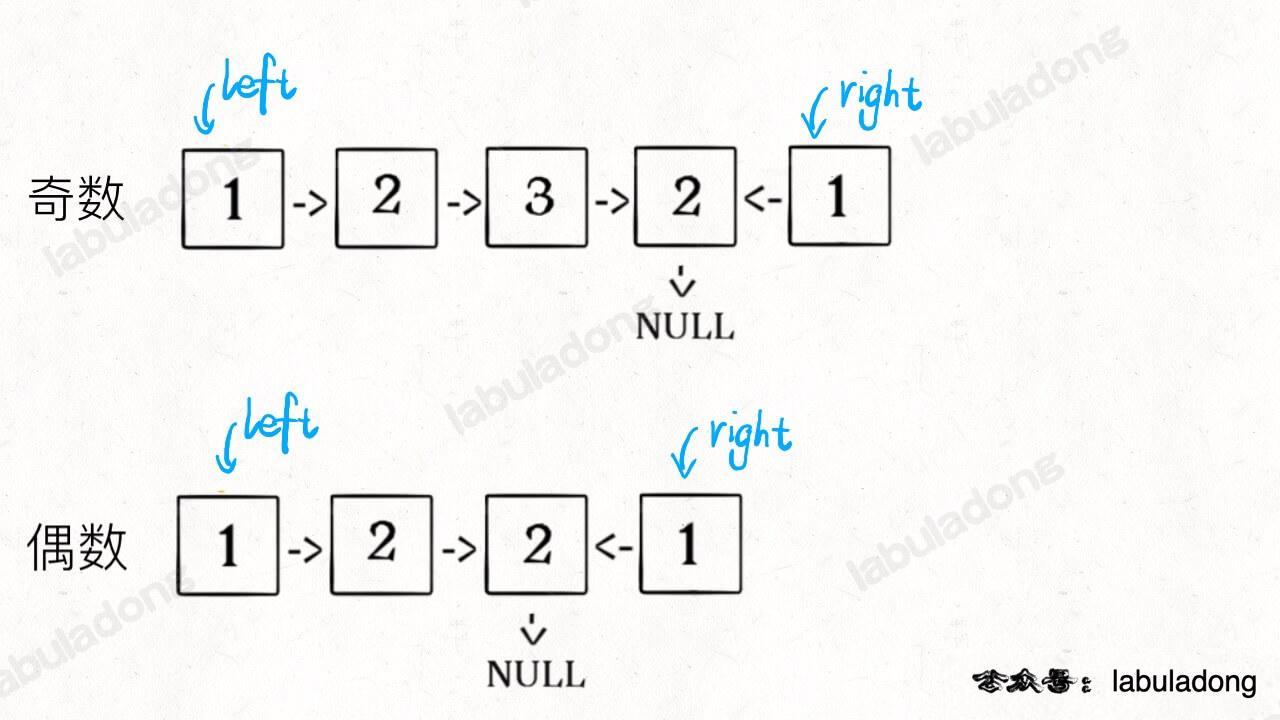 left
right
奇数 1 -> 2 -> 3 -> 2 <- 1
NULL
left
right
偶数 1 -> 2 -> 2 <- 1
NULL
公众号：labuladong
labuladong
labuladong
labuladong
labuladong
labuladong